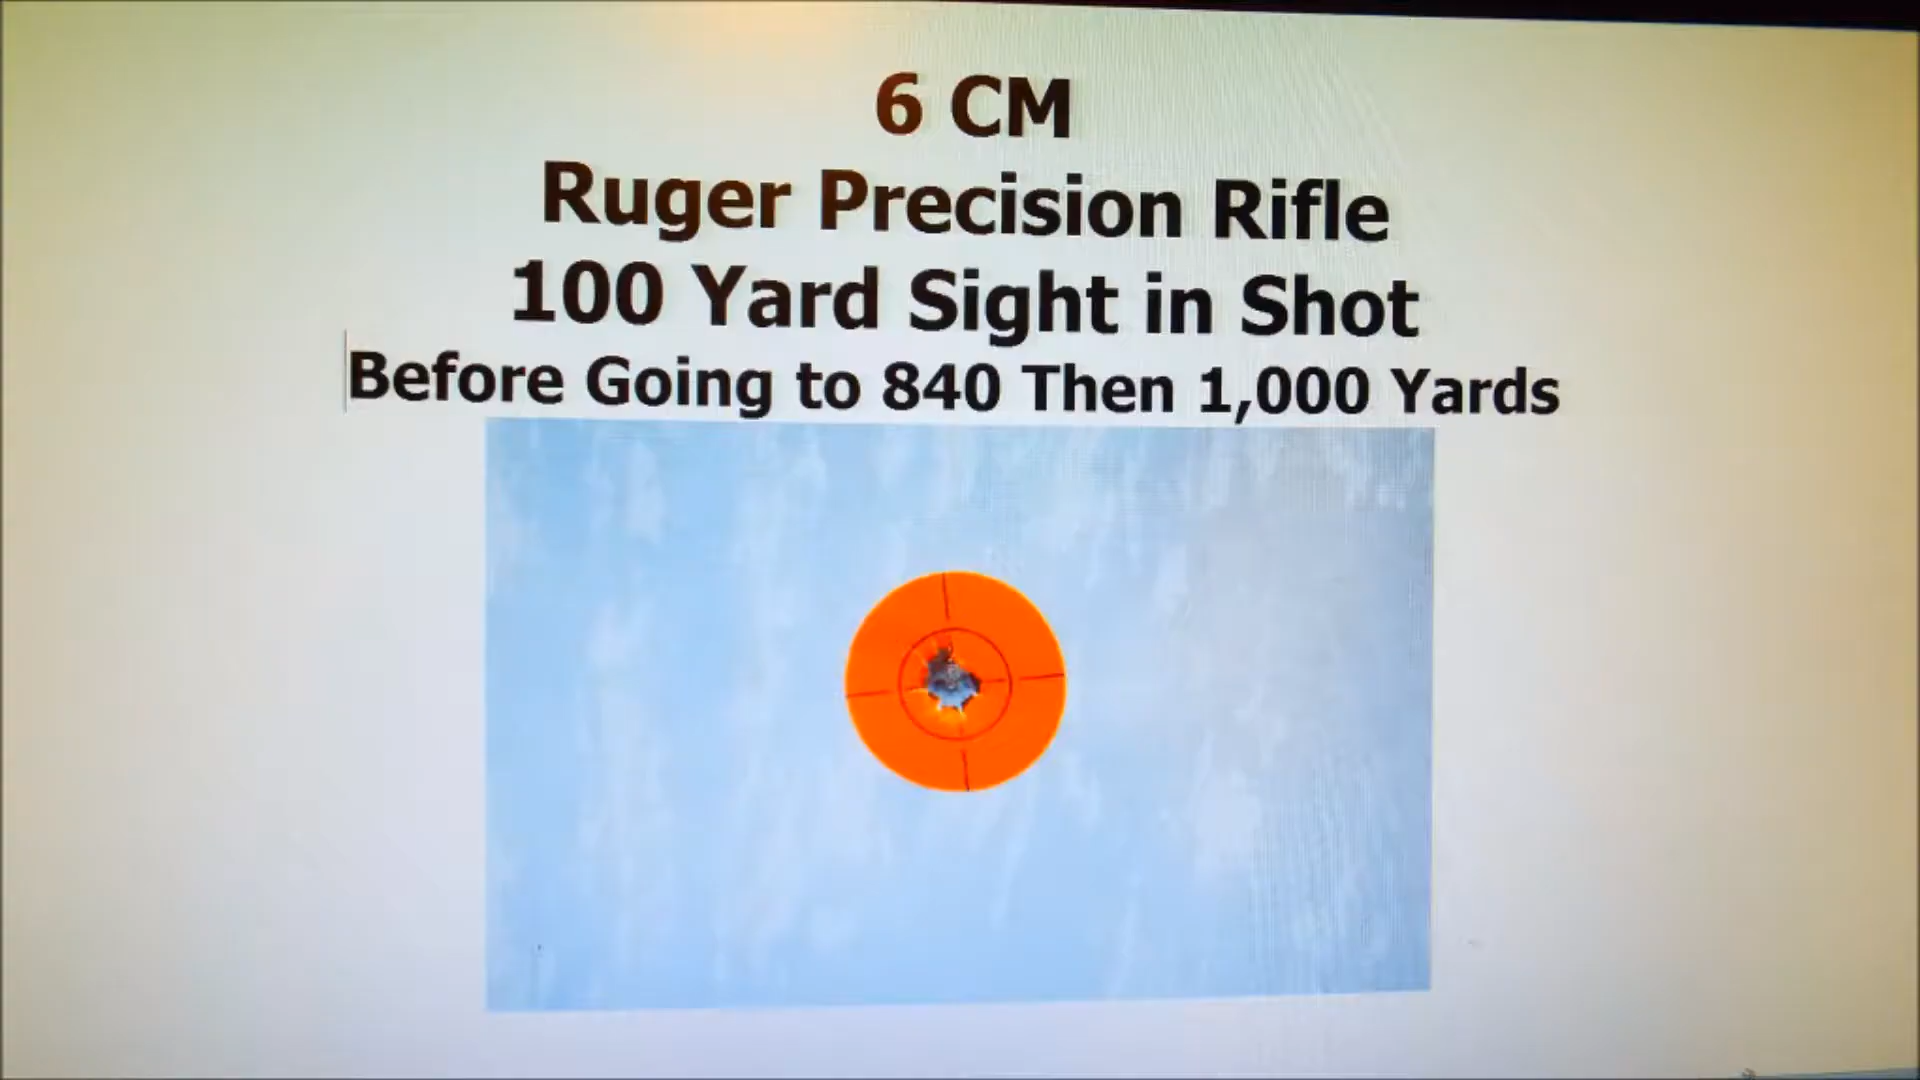 6 CM
Ruger Precision Rifle
100 Yard Sight in Shot
Before Going to 840 Then 1,000 Yards